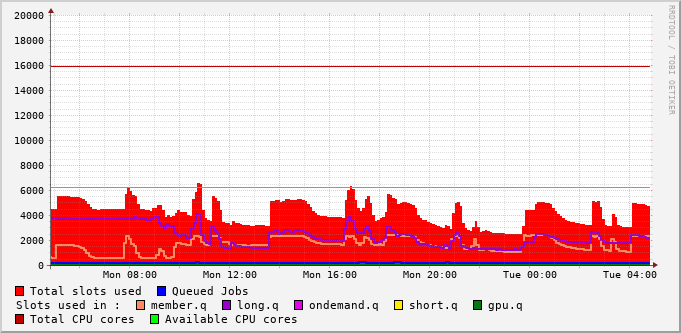 RRDTOOL / TOBI OETIKER
20000
18000
16000
14000
12000
10000
8000
6000
4000
2000
0
Mon 08:00 Mon 12:00 Mon 16:00 Mon 20:00 Tue 00:00 Tue 04:00
Total slots used Queued Jobs
Slots used in : member.q long.q ondemand.q short.q gpu.q
Total CPU cores Available CPU cores